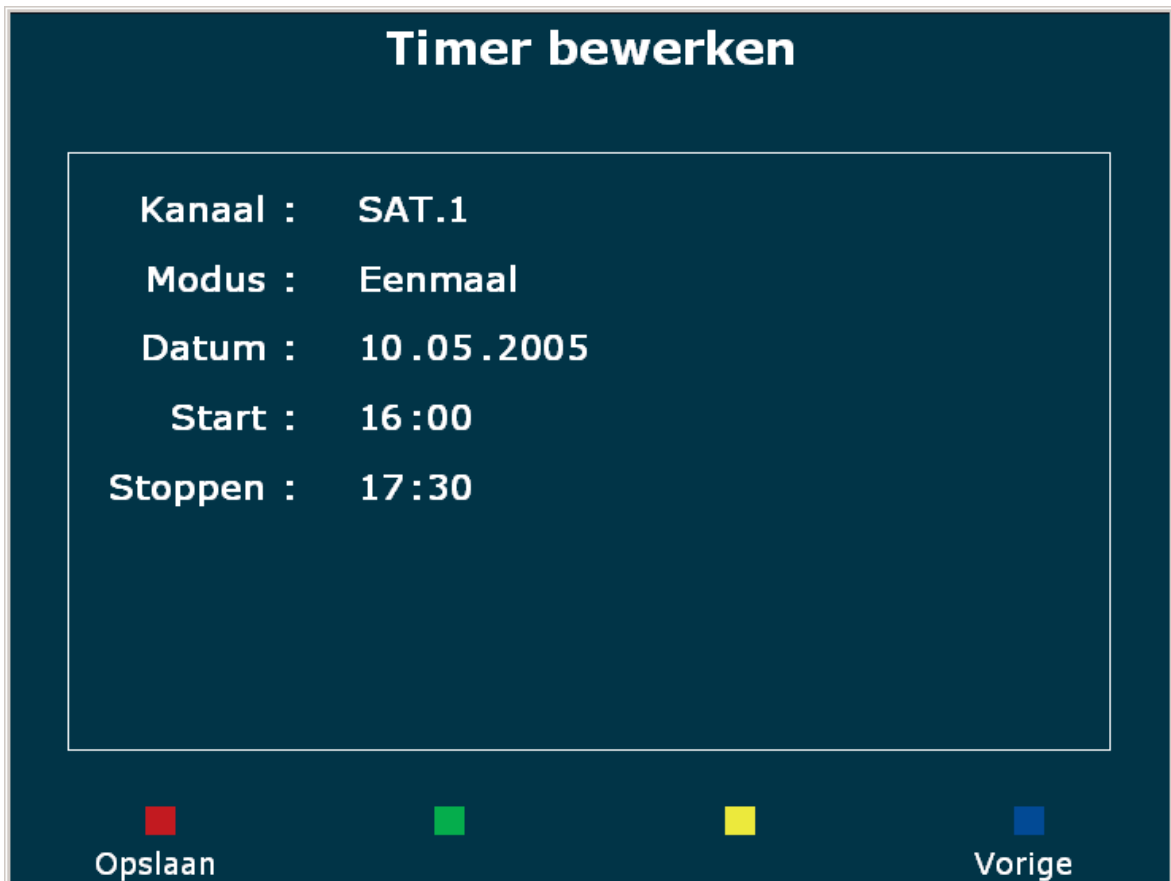 Timer bewerken
Kanaal : SAT.1
Modus : Eenmaal
Datum : 10.05.2005
Start : 16:00
Stoppen : 17:30
Opslaan Vorige